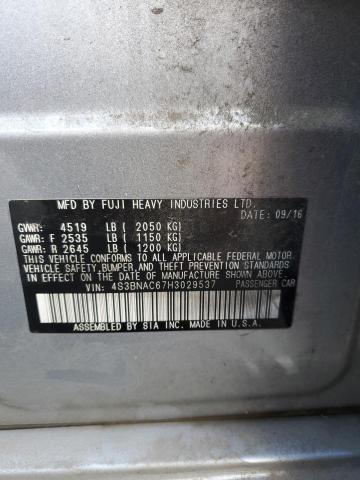 MFD BY FUJI HEAVY INDUSTRIES LTD.
DATE: 09/16
GVWR: 4519 LB ( 2050 KG)
GAWR: F 2535 LB ( 1150 KG)
GAWR: R 2645 LB ( 1200 KG)
THIS VEHICLE CONFORMS TO ALL APPLICABLE FEDERAL MOTOR
VEHICLE SAFETY, BUMPER, AND THEFT PREVENTION STANDARDS
IN EFFECT ON THE DATE OF MANUFACTURE SHOWN ABOVE.
VIN: 4S3BNAC67H3029537 PASSENGER CAR
ASSEMBLED BY SIA INC. MADE IN U.S.A.